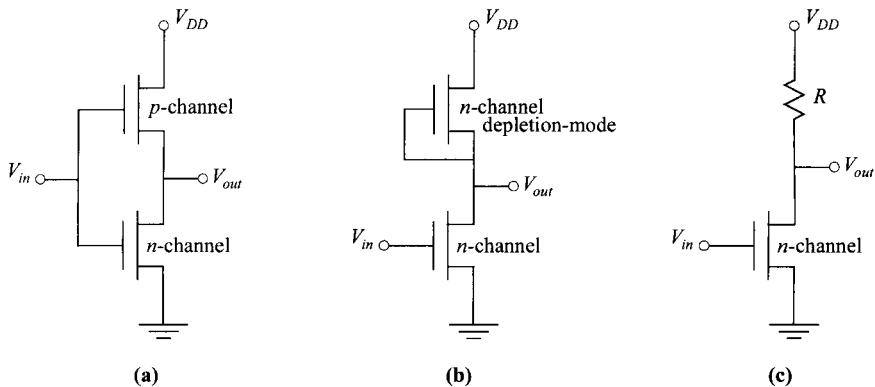 V_DD
p-channel
V_in
V_out
n-channel
(a)
V_DD
n-channel
depletion-mode
V_out
V_in
n-channel
(b)
V_DD
R
V_out
V_in
n-channel
(c)